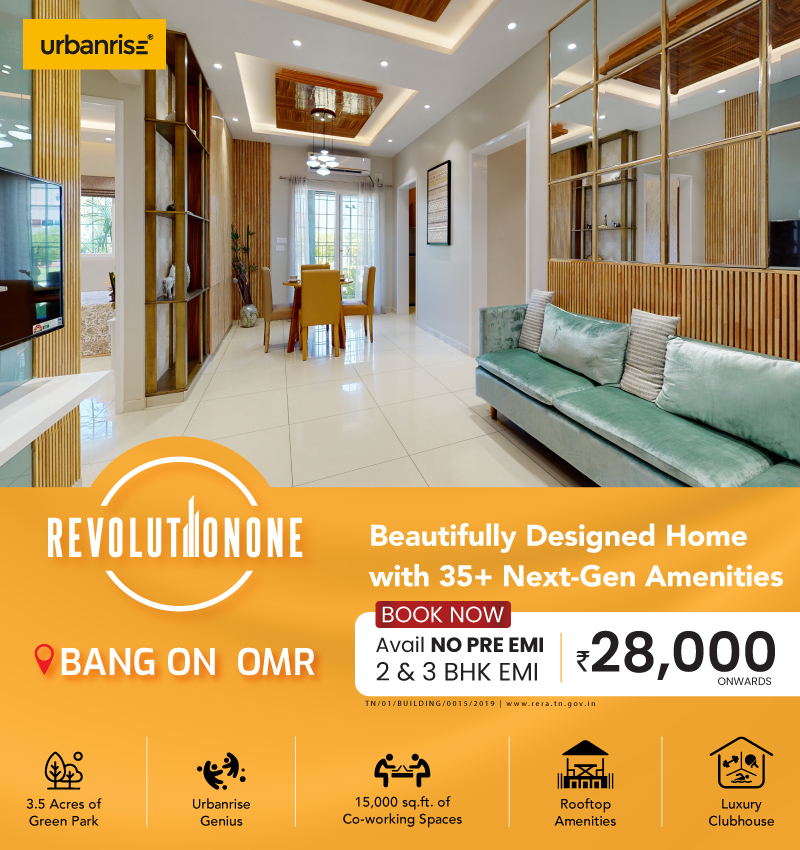 urbanrise®
REVOLUTIONONE
BANG ON OMR
Beautifully Designed Home
with 35+ Next-Gen Amenities
BOOK NOW
Avail NO PRE EMI
2 & 3 BHK EMI
₹28,000
ONWARDS
TN/01/BUILDING/0015/2019 | www.rera.tn.gov.in
3.5 Acres of
Green Park
Urbanrise
Genius
15,000 sq.ft. of
Co-working Spaces
Rooftop
Amenities
Luxury
Clubhouse